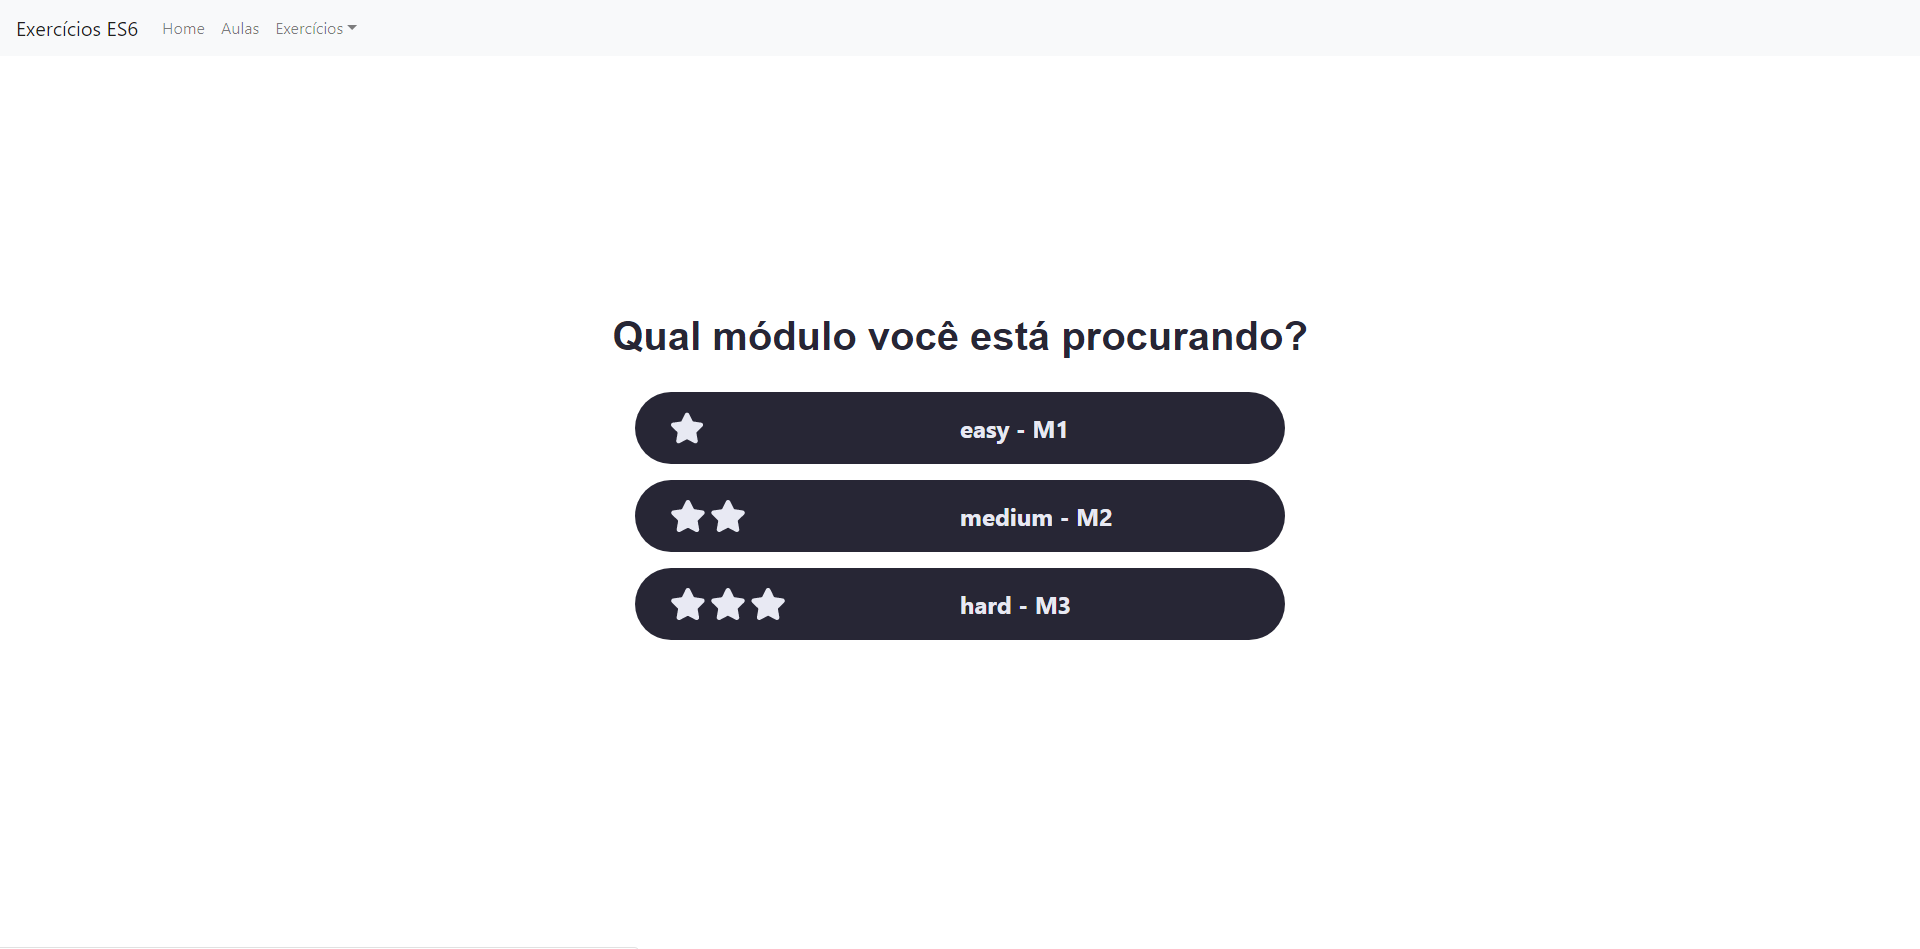 Exercícios ES6 Home Aulas Exercícios
Qual módulo você está procurando?
easy - M1
medium - M2
hard - M3